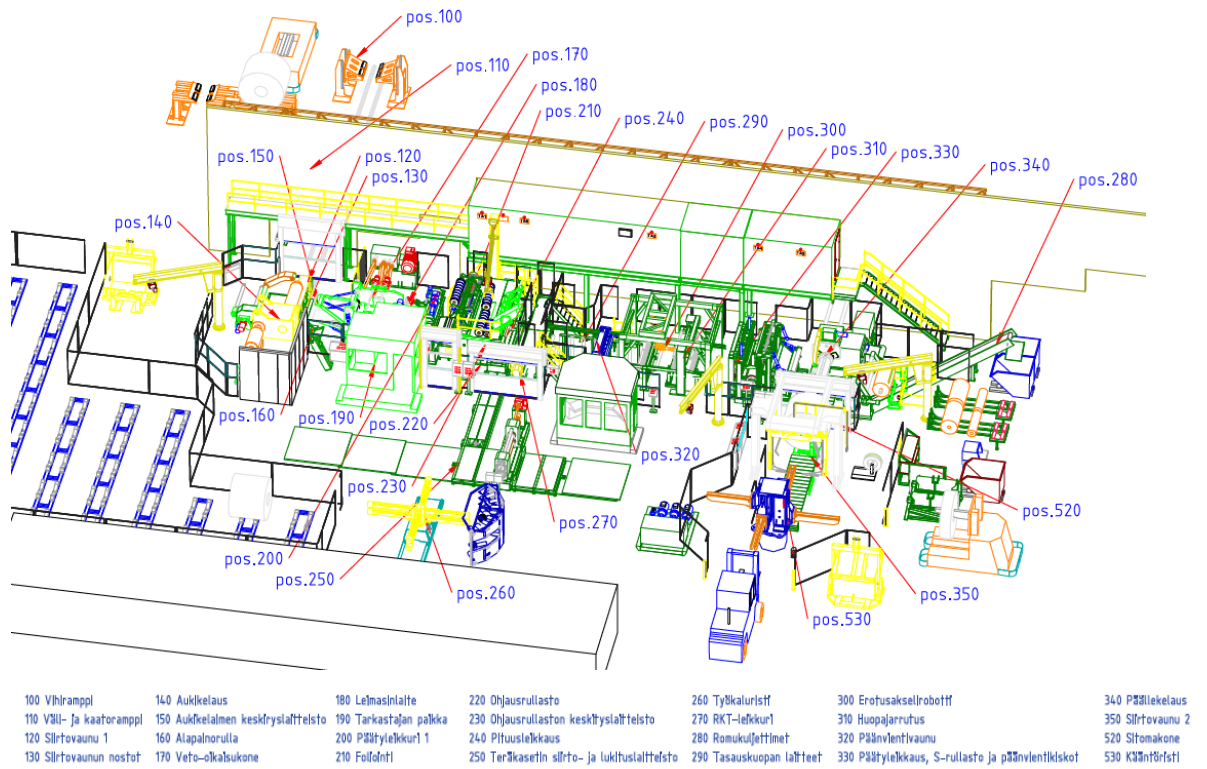 pos.100
pos.170
pos.110
pos.180
pos.210
pos.240
pos.290
pos.300
pos.310
pos.330
pos.340
pos.280
pos.150
pos.120
pos.130
pos.140
pos.160
pos.190
pos.220
pos.320
pos.230
pos.270
pos.520
pos.200
pos.250
pos.260
pos.350
pos.530
100 Vihiramppi 140 Aukikelaus 180 Leimasinlaite 220 Ohjausrullasto 260 Työkaluristi 300 Erotusakselirobotti 340 Päällekelaus
110 Väli- ja kaatoramppi 150 Aukikelaimen keskiryslaitteisto 190 Tarkastajan paikka 230 Ohjausrullaston keskityslaitteisto 270 RKT-leikkuri 310 Huopajarrutus 350 Siirtovaunu 2
120 Siirtovaunu 1 160 Alapainorulla 200 Päätyleikkuri 1 240 Pituusleikkaus 280 Romukuljettimet 320 Päänvientivaunu 520 Sitomakone
130 Siirtovaunun nostot 170 Veto-oikaisukone 210 Foliointi 250 Teräkasetin siirto- ja lukituslaitteisto 290 Tasauskuopan laitteet 330 Päätyleikkaus, S-rullasto ja päänvientikiskot 530 Kääntöristi